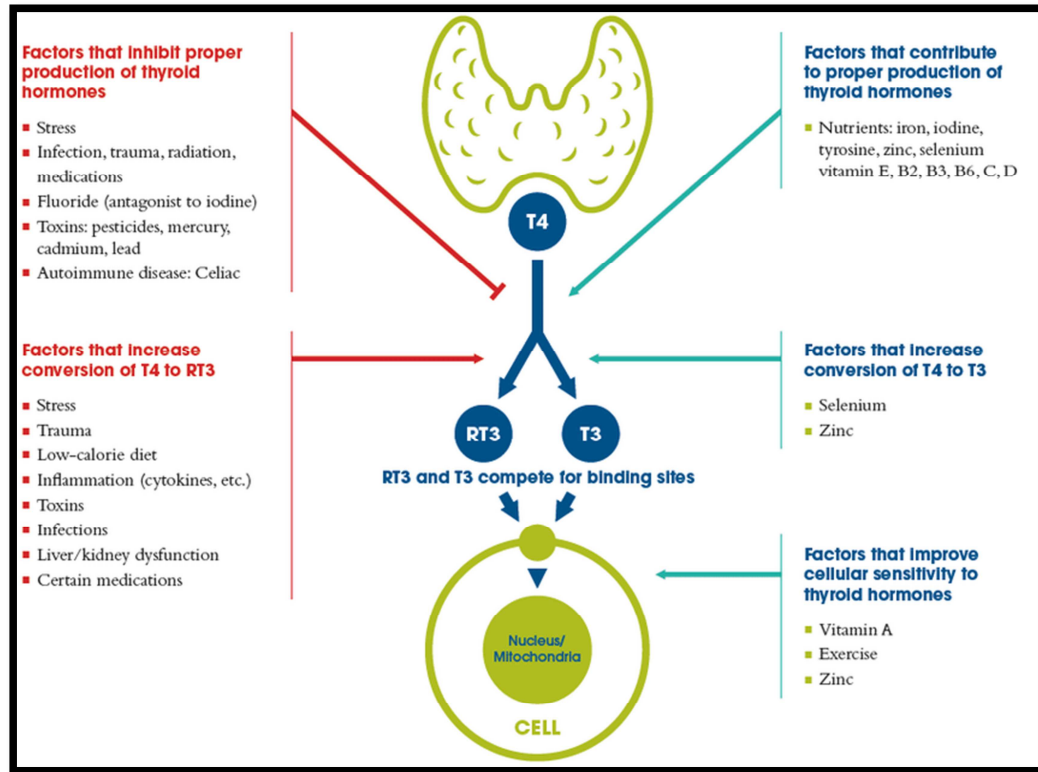 Factors that inhibit proper
production of thyroid
hormones
■ Stress
■ Infection, trauma, radiation,
medications
■ Fluoride (antagonist to iodine)
■ Toxins: pesticides, mercury,
cadmium, lead
■ Autoimmune disease: Celiac
Factors that increase
conversion of T4 to RT3
■ Stress
■ Trauma
■ Low-calorie diet
■ Inflammation (cytokines, etc.)
■ Toxins
■ Infections
■ Liver/kidney dysfunction
■ Certain medications
T4
RT3
T3
RT3 and T3 compete for binding sites
Nucleus/
Mitochondria
CELL
Factors that contribute
to proper production of
thyroid hormones
■ Nutrients: iron, iodine,
tyrosine, zinc, selenium
vitamin E, B2, B3, B6, C, D
Factors that increase
conversion of T4 to T3
■ Selenium
■ Zinc
Factors that improve
cellular sensitivity to
thyroid hormones
■ Vitamin A
■ Exercise
■ Zinc